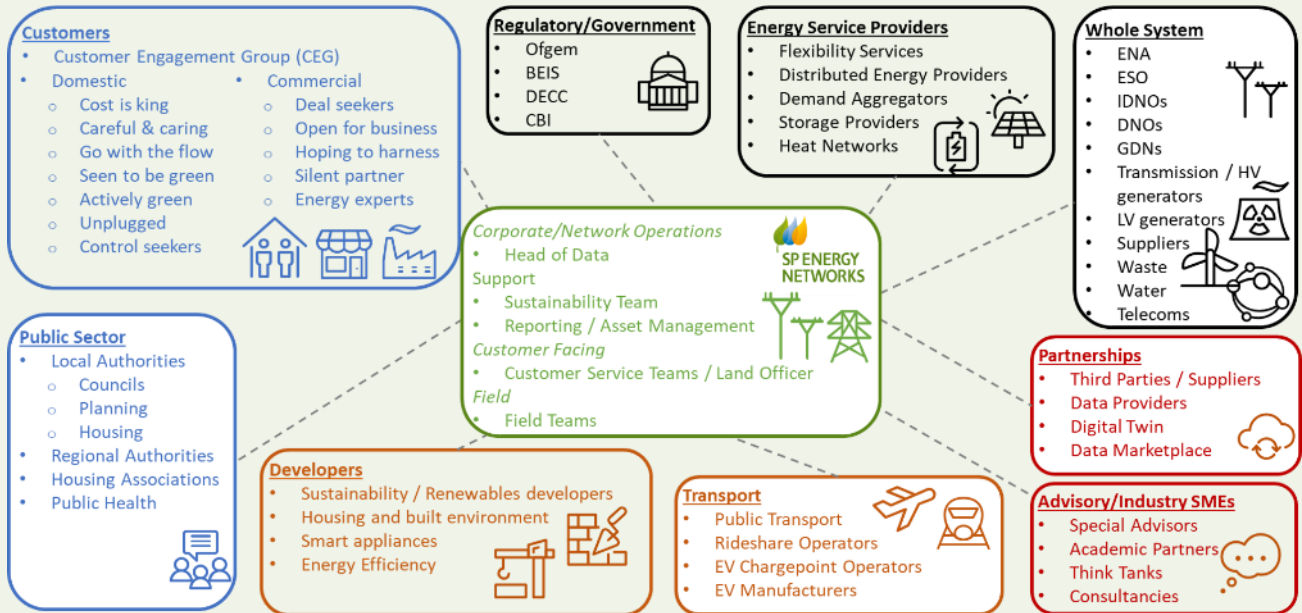 Customers
• Customer Engagement Group (CEG)
• Domestic
o Cost is king
o Careful & caring
o Go with the flow
o Seen to be green
o Actively green
o Unplugged
o Control seekers
• Commercial
o Deal seekers
o Open for business
o Hoping to harness
o Silent partner
o Energy experts
Regulatory/Government
• Ofgem
• BEIS
• DECC
• CBI
Energy Service Providers
• Flexibility Services
• Distributed Energy Providers
• Demand Aggregators
• Storage Providers
• Heat Networks
Whole System
• ENA
• ESO
• IDNOs
• DNOs
• GDNs
• Transmission / HV
generators
• LV generators
• Suppliers
• Waste
• Water
• Telecoms
Corporate/Network Operations
• Head of Data
Support
• Sustainability Team
• Reporting / Asset Management
Customer Facing
• Customer Service Teams / Land Officer
Field
• Field Teams
SP ENERGY
NETWORKS
Public Sector
• Local Authorities
o Councils
o Planning
o Housing
• Regional Authorities
• Housing Associations
• Public Health
Developers
• Sustainability / Renewables developers
• Housing and built environment
• Smart appliances
• Energy Efficiency
Transport
• Public Transport
• Rideshare Operators
• EV Chargepoint Operators
• EV Manufacturers
Partnerships
• Third Parties / Suppliers
• Data Providers
• Digital Twin
• Data Marketplace
Advisory/Industry SMEs
• Special Advisors
• Academic Partners
• Think Tanks
• Consultancies